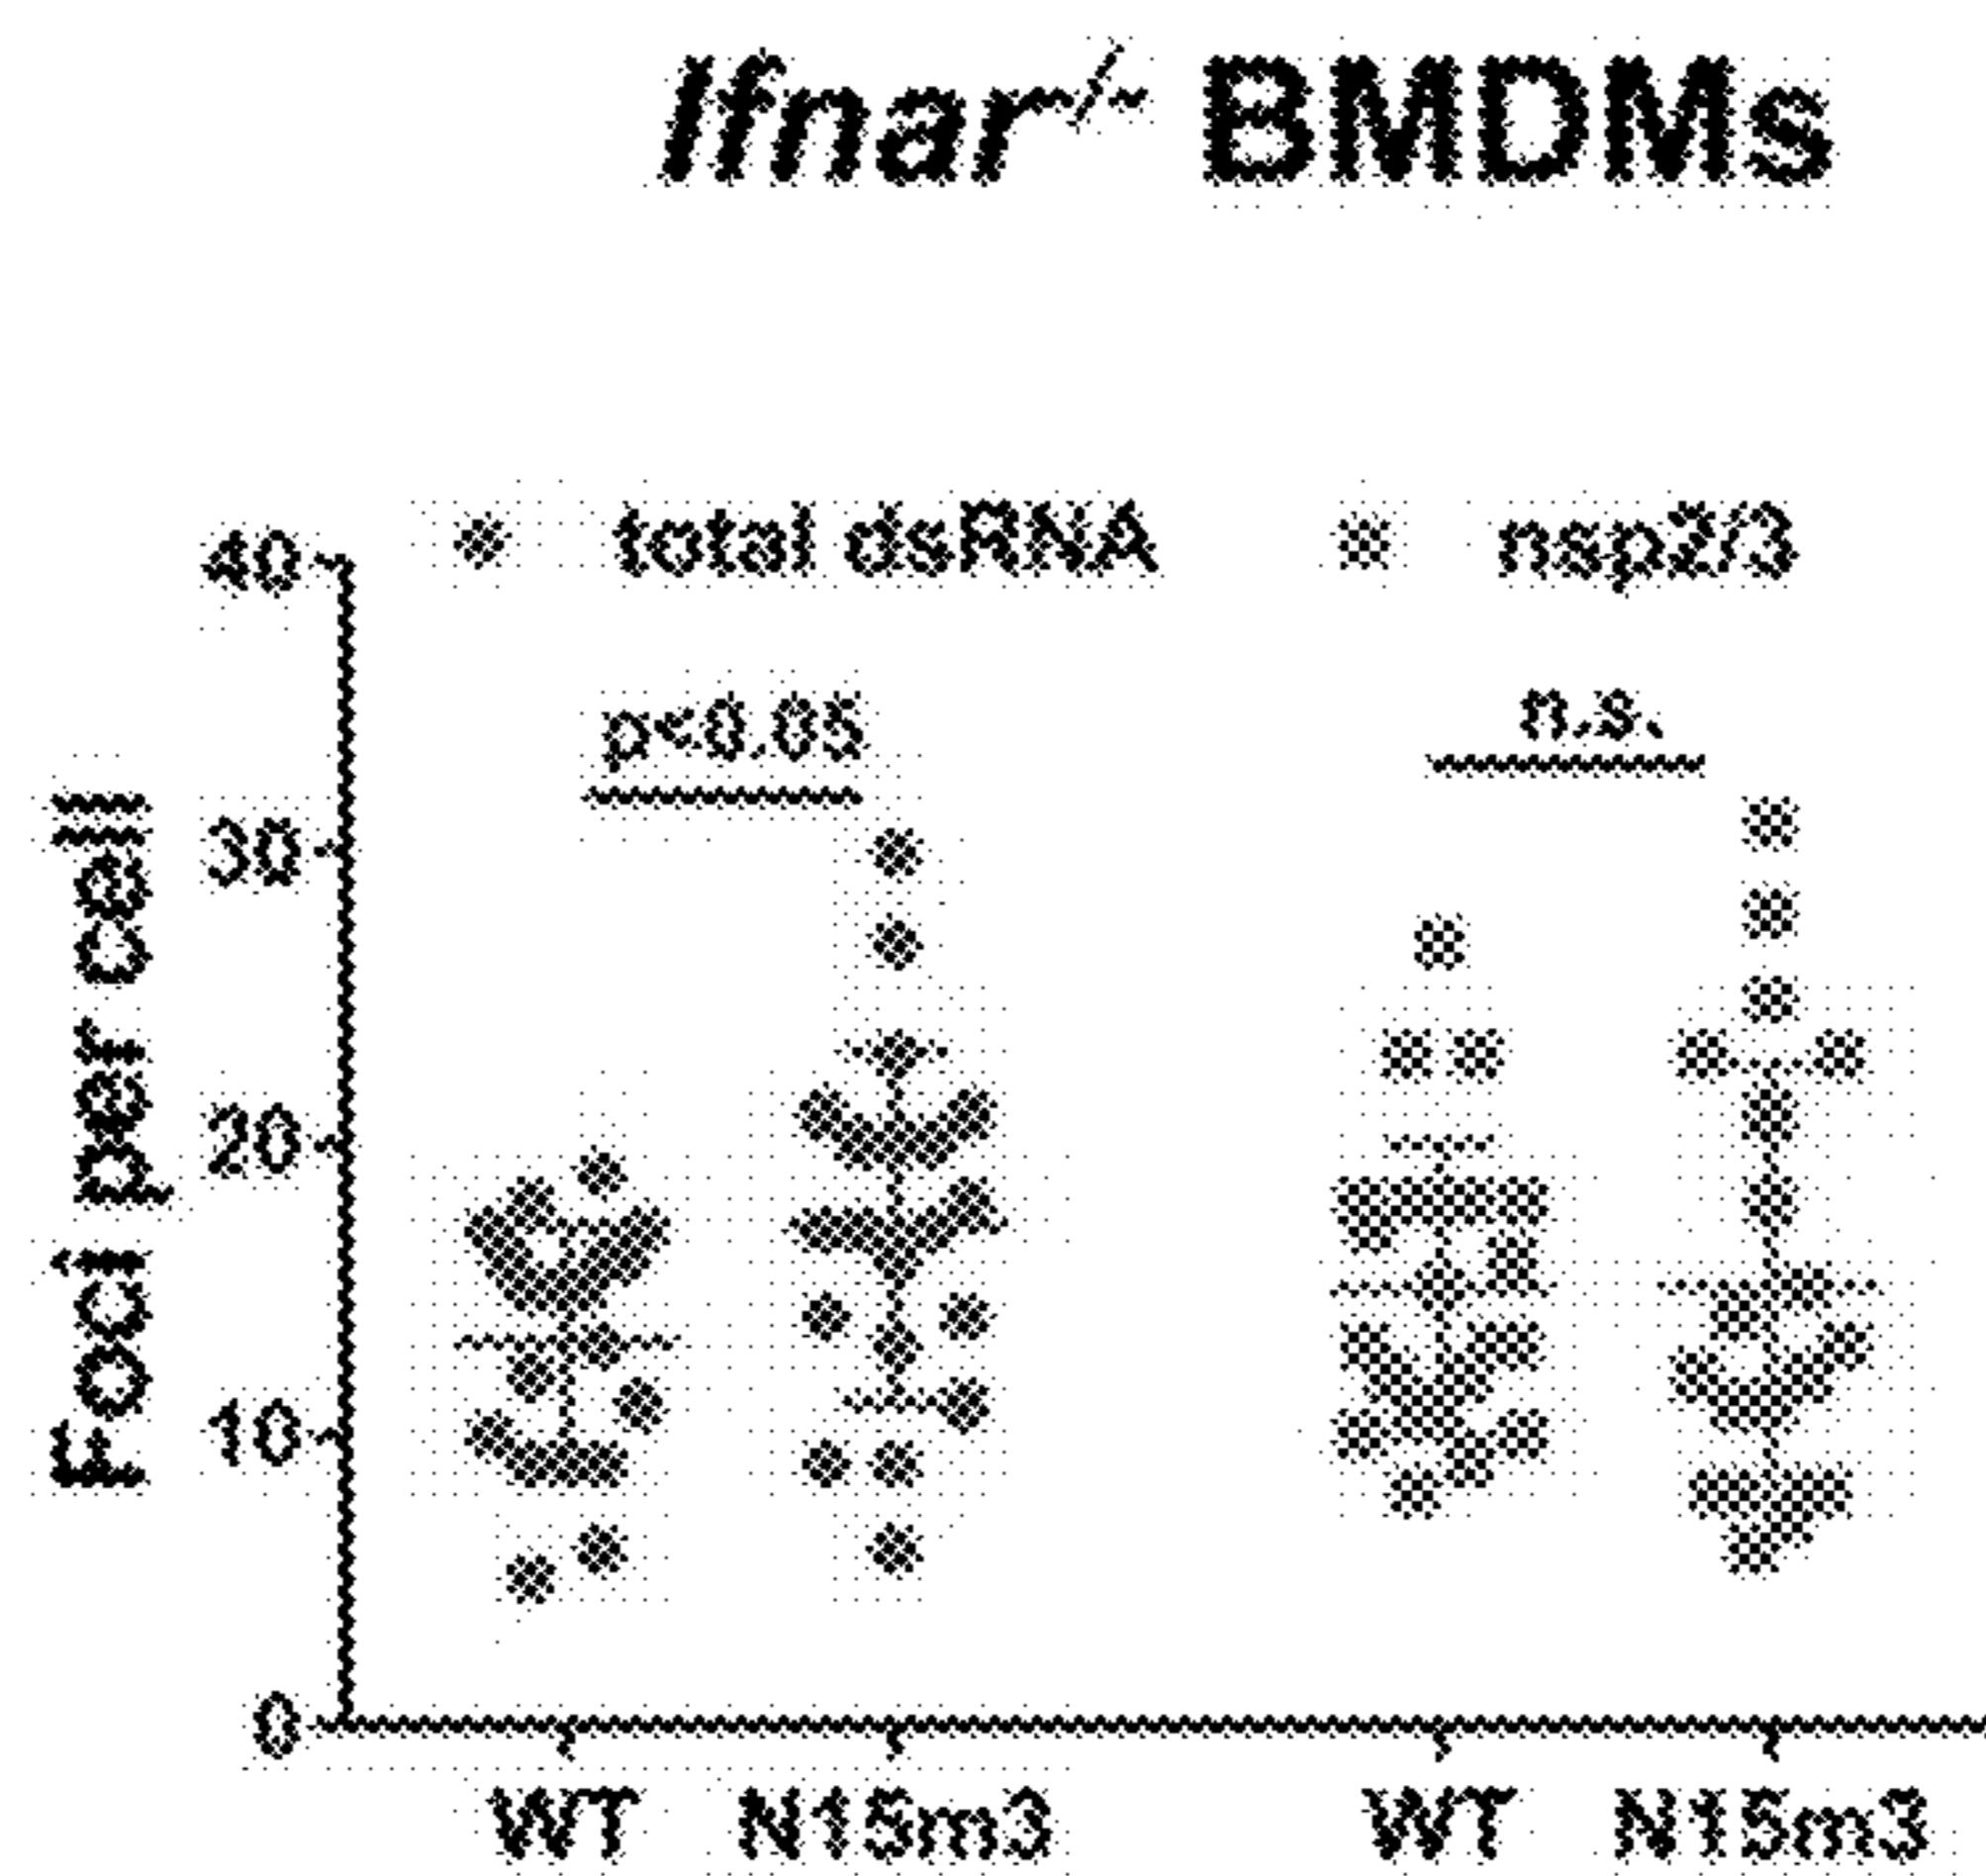 Ifnar-/- BMDMs
total dsRNA nsp2/3
p<0.05 n.s.
Foci per cell
40
30
20
10
0
WT N15m3 WT N15m3